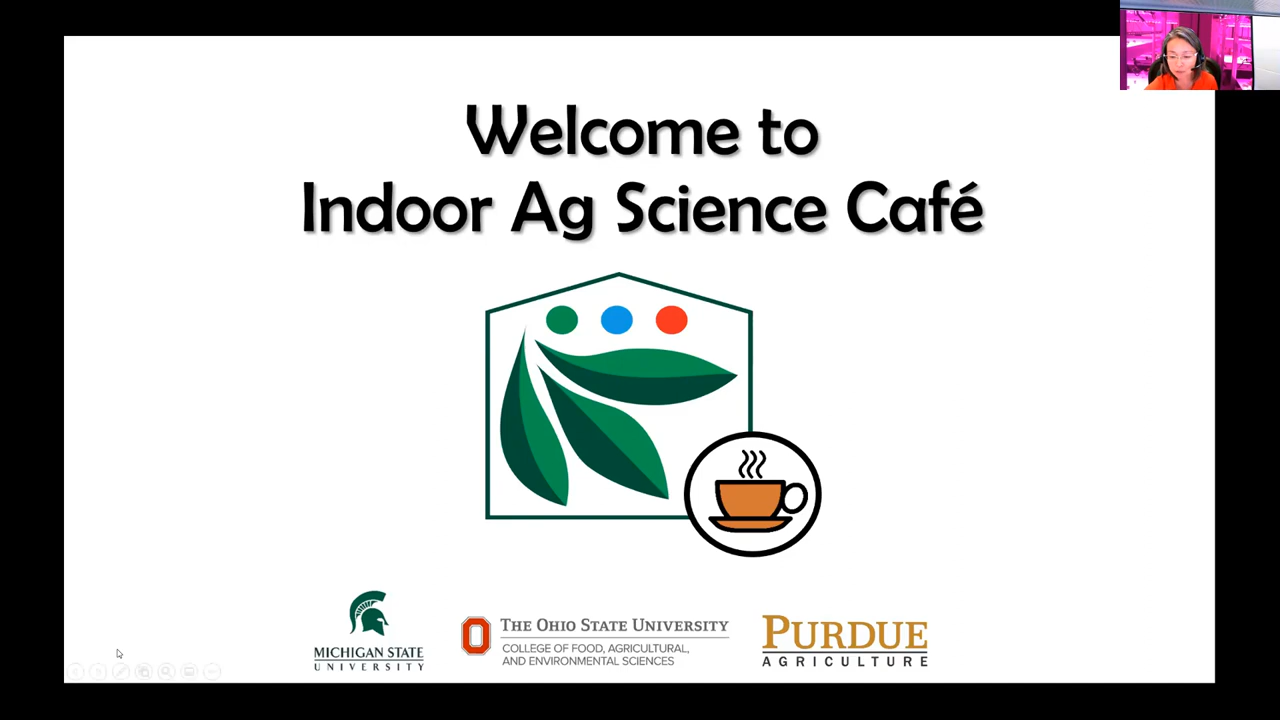 Welcome to
Indoor Ag Science Café
MICHIGAN STATE
UNIVERSITY
THE OHIO STATE UNIVERSITY
COLLEGE OF FOOD, AGRICULTURAL,
AND ENVIRONMENTAL SCIENCES
PURDUE
AGRICULTURE